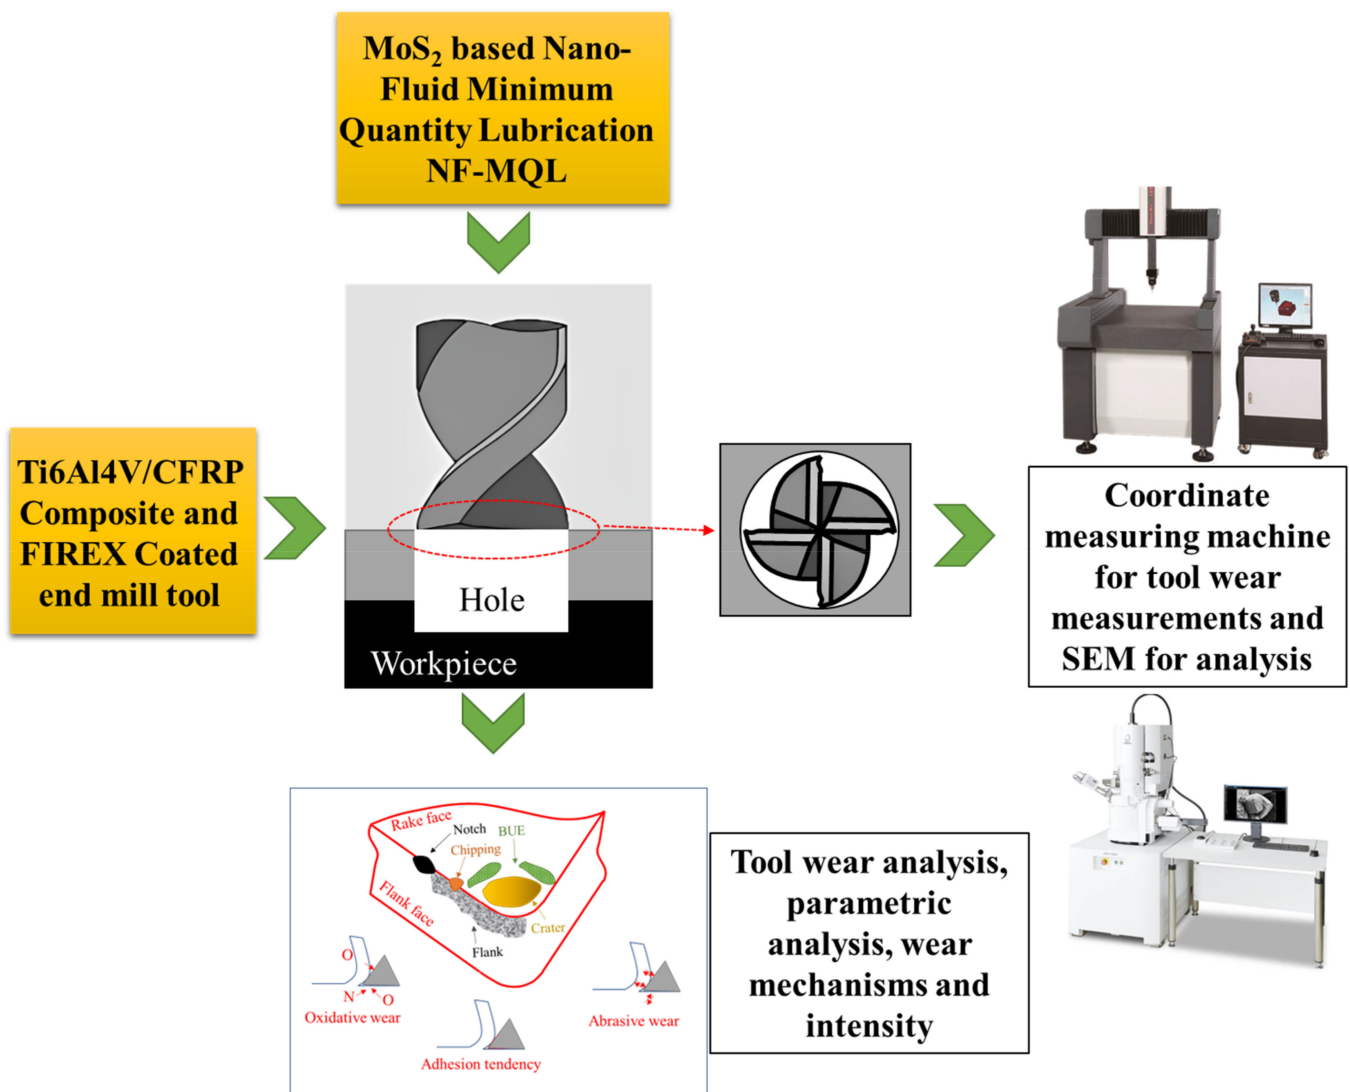 MoS₂ based Nano-
Fluid Minimum
Quantity Lubrication
NF-MQL
Ti6Al4V/CFRP
Composite and
FIREX Coated
end mill tool
Hole
Workpiece
Coordinate
measuring machine
for tool wear
measurements and
SEM for analysis
Rake face
Notch
BUE
Chipping
Flank face
Crater
Flank
O
N
O
Oxidative wear
Adhesion tendency
Abrasive wear
Tool wear analysis,
parametric
analysis, wear
mechanisms and
intensity